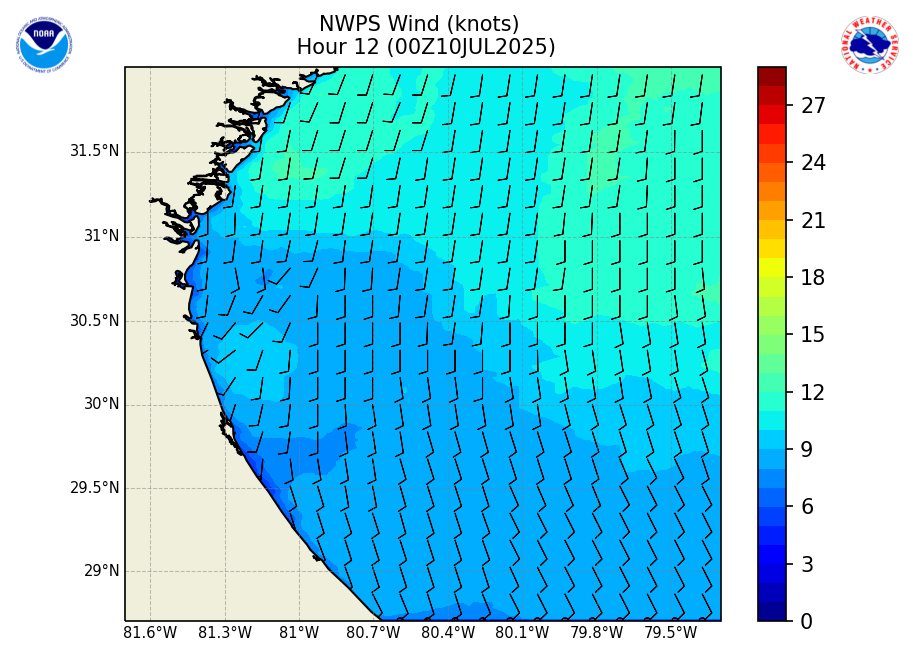 NWPS Wind (knots)
Hour 12 (00Z10JUL2025)
NOAA
NATIONAL WEATHER SERVICE
31.5°N
31°N
30.5°N
30°N
29.5°N
29°N
81.6°W 81.3°W 81°W 80.7°W 80.4°W 80.1°W 79.8°W 79.5°W
27
24
21
18
15
12
9
6
3
0